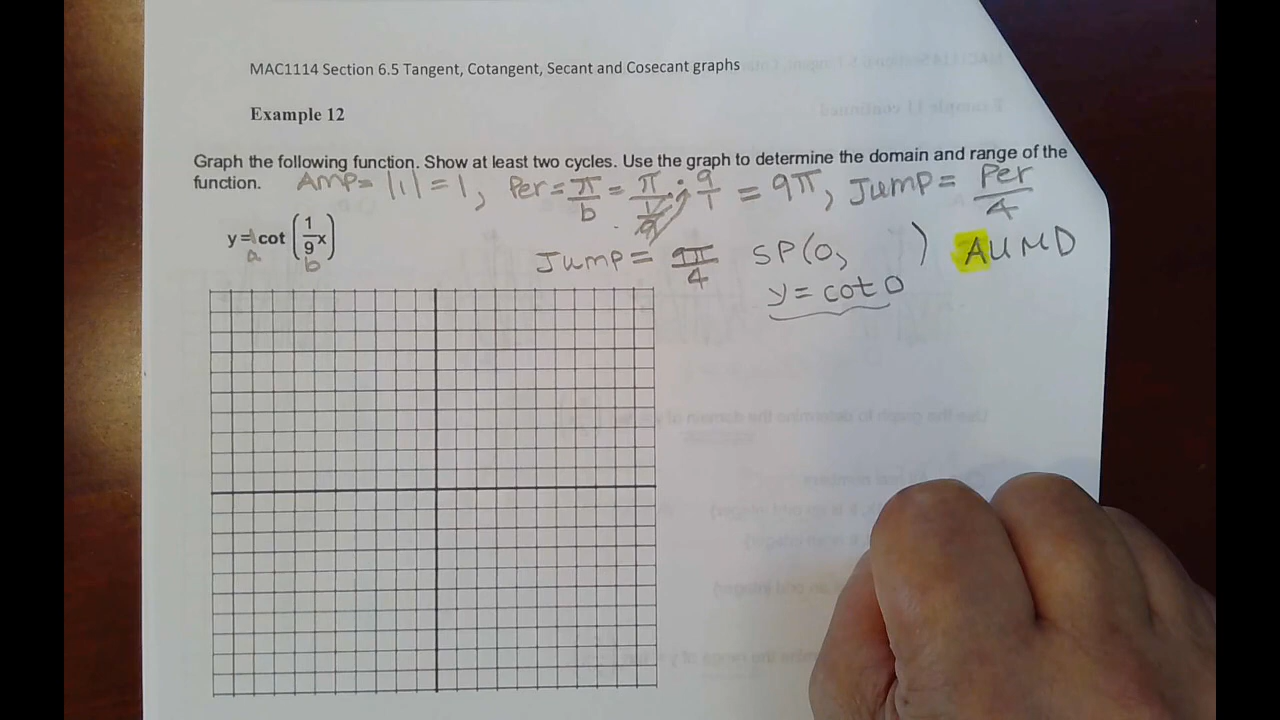 MAC1114 Section 6.5 Tangent, Cotangent, Secant and Cosecant graphs
Example 12
Graph the following function. Show at least two cycles. Use the graph to determine the domain and range of the
function. Amp = |1| = 1, Per = π/b = π/(1/9) · 9/1 = 9π, Jump = Per/4
y = 1 cot (1/9 x)
a b
Jump = 9π/4 SP(0, ) AUMD
y = cot 0